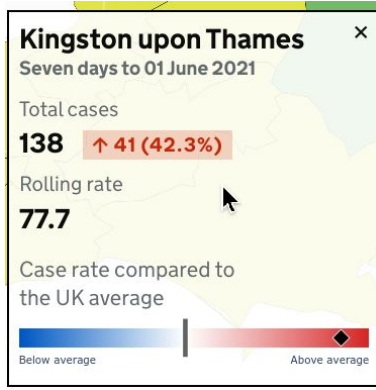 Kingston upon Thames
Seven days to 01 June 2021
Total cases
138 ↑ 41 (42.3%)
Rolling rate
77.7
Case rate compared to
the UK average
Below average Above average